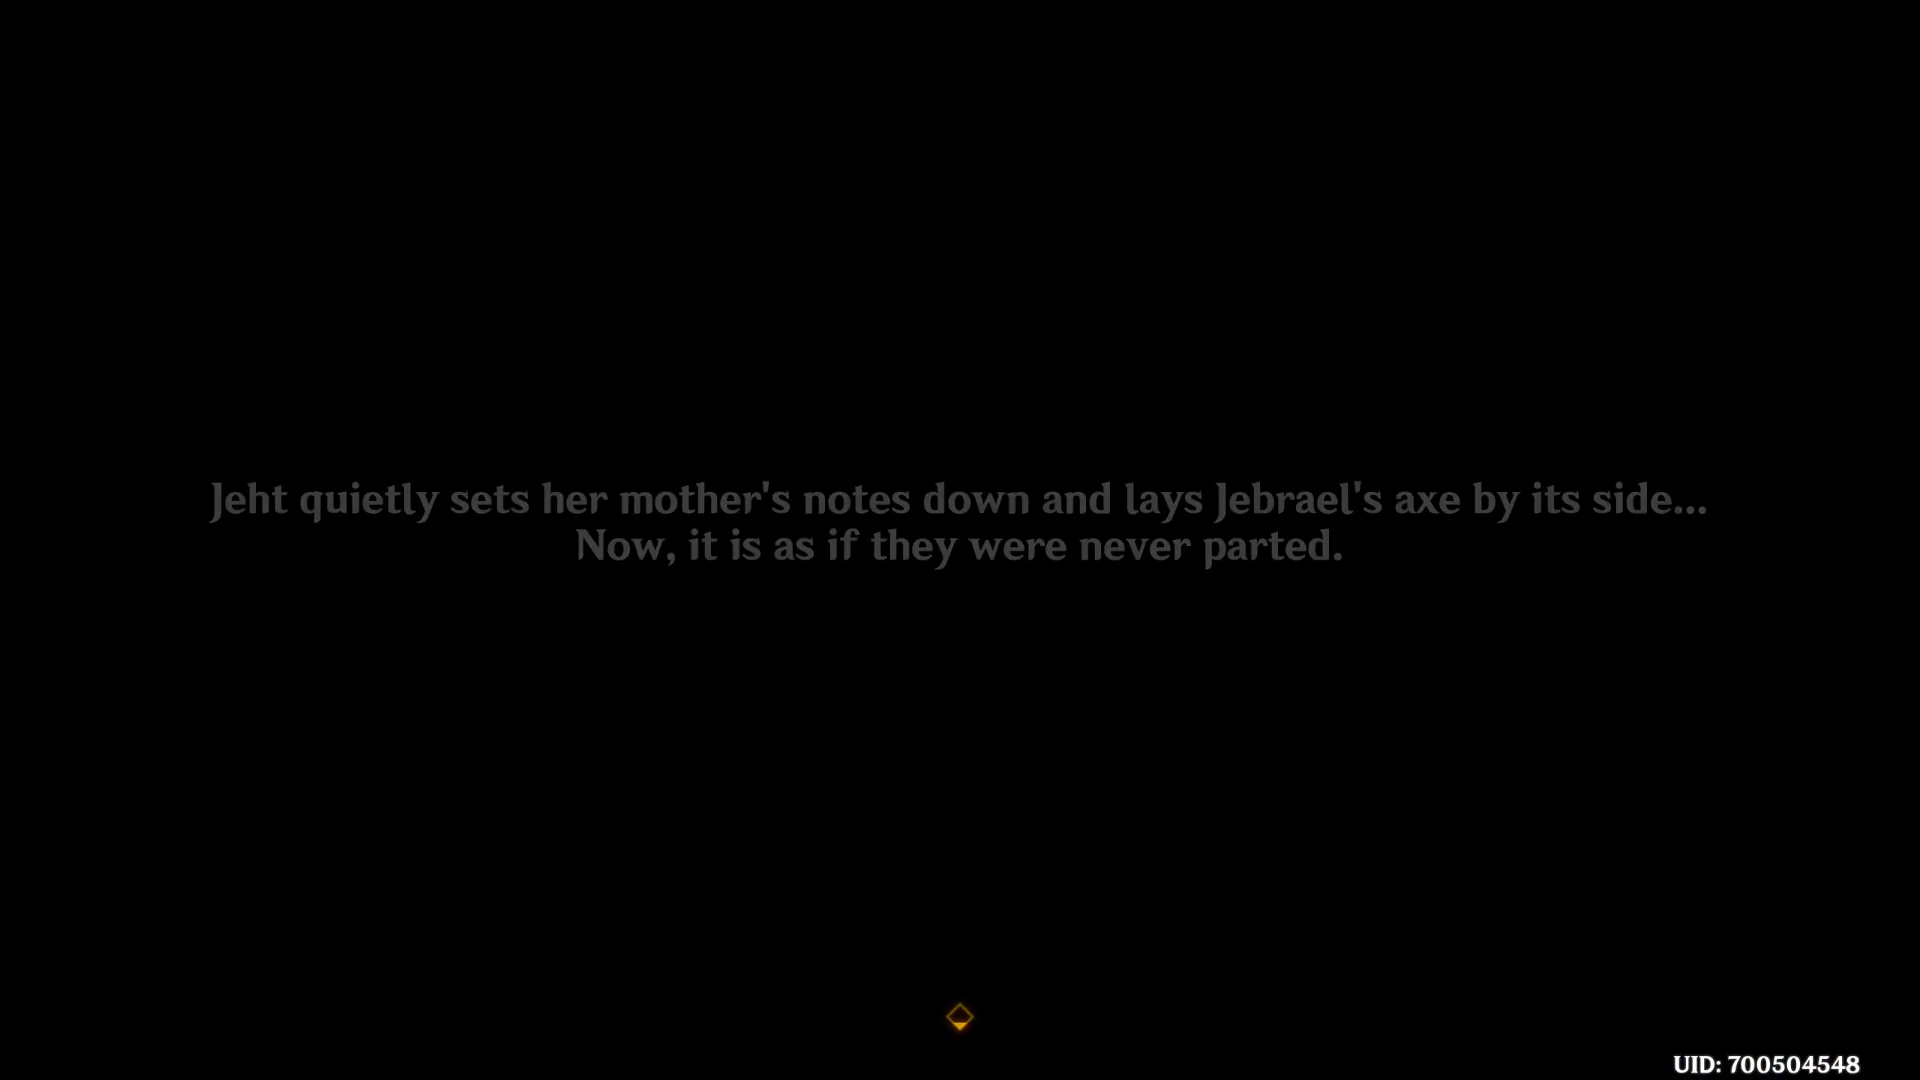 Jeht quietly sets her mother's notes down and lays Jebrael's axe by its side...
Now, it is as if they were never parted.
UID: 700504548